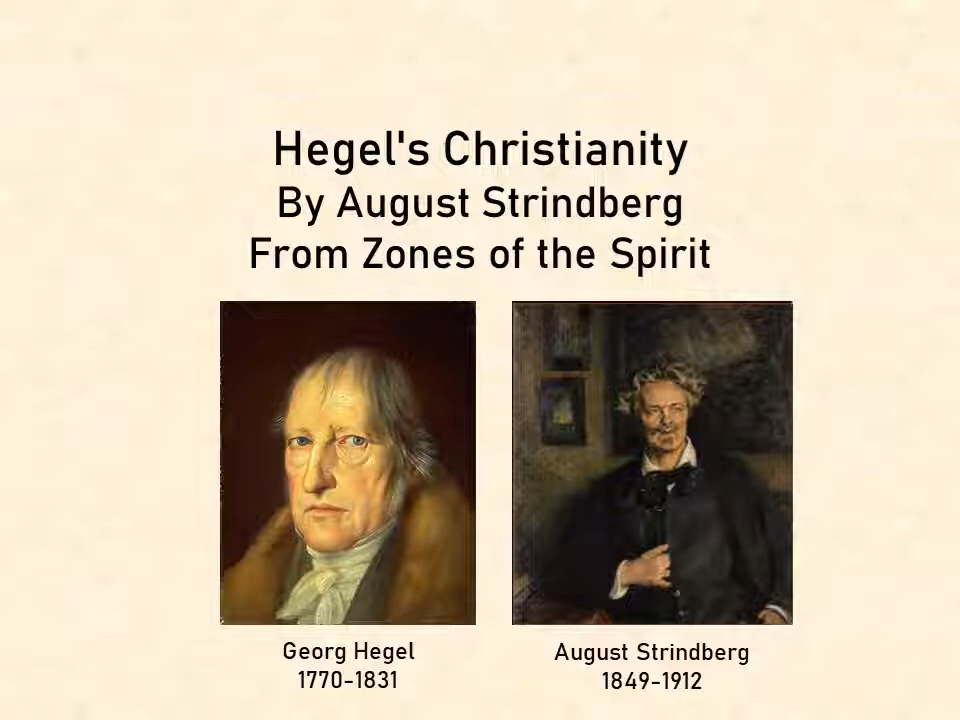 Hegel's Christianity
By August Strindberg
From Zones of the Spirit
Georg Hegel
1770-1831
August Strindberg
1849-1912